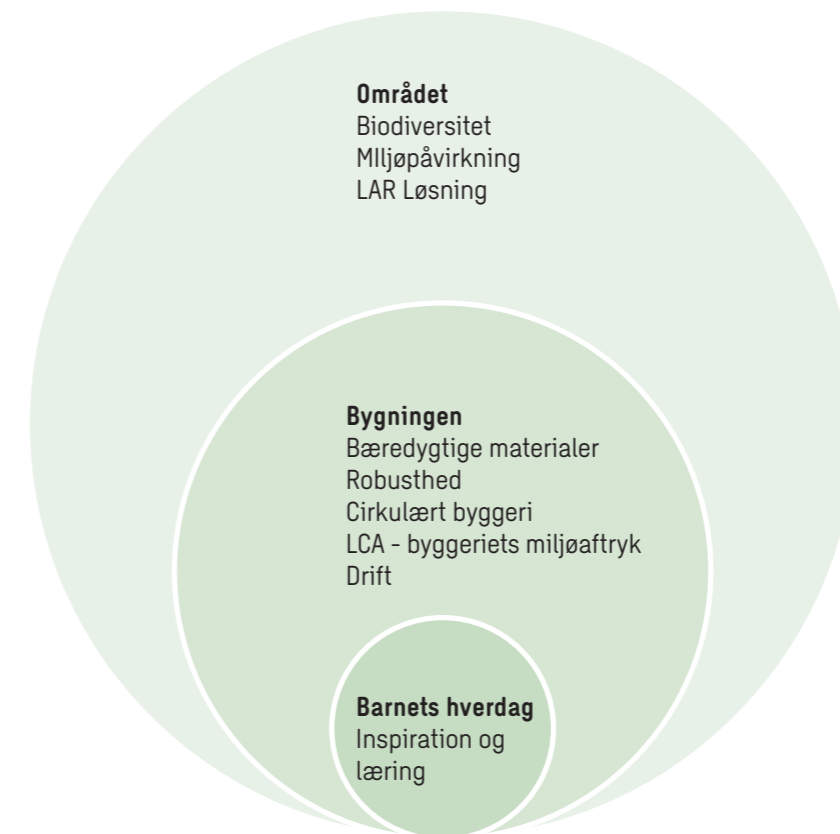 Området
Biodiversitet
MIljøpåvirkning
LAR Løsning
Bygningen
Bæredygtige materialer
Robusthed
Cirkulært byggeri
LCA - byggeriets miljøaftryk
Drift
Barnets hverdag
Inspiration og
læring